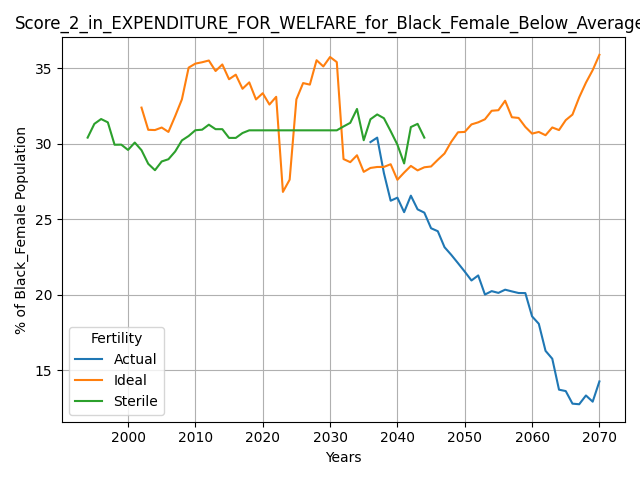 Score_2_in_EXPENDITURE_FOR_WELFARE_for_Black_Female_Below_Average
% of Black_Female Population
35
30
25
20
15
Fertility
Actual
Ideal
Sterile
2000 2010 2020 2030 2040 2050 2060 2070
Years